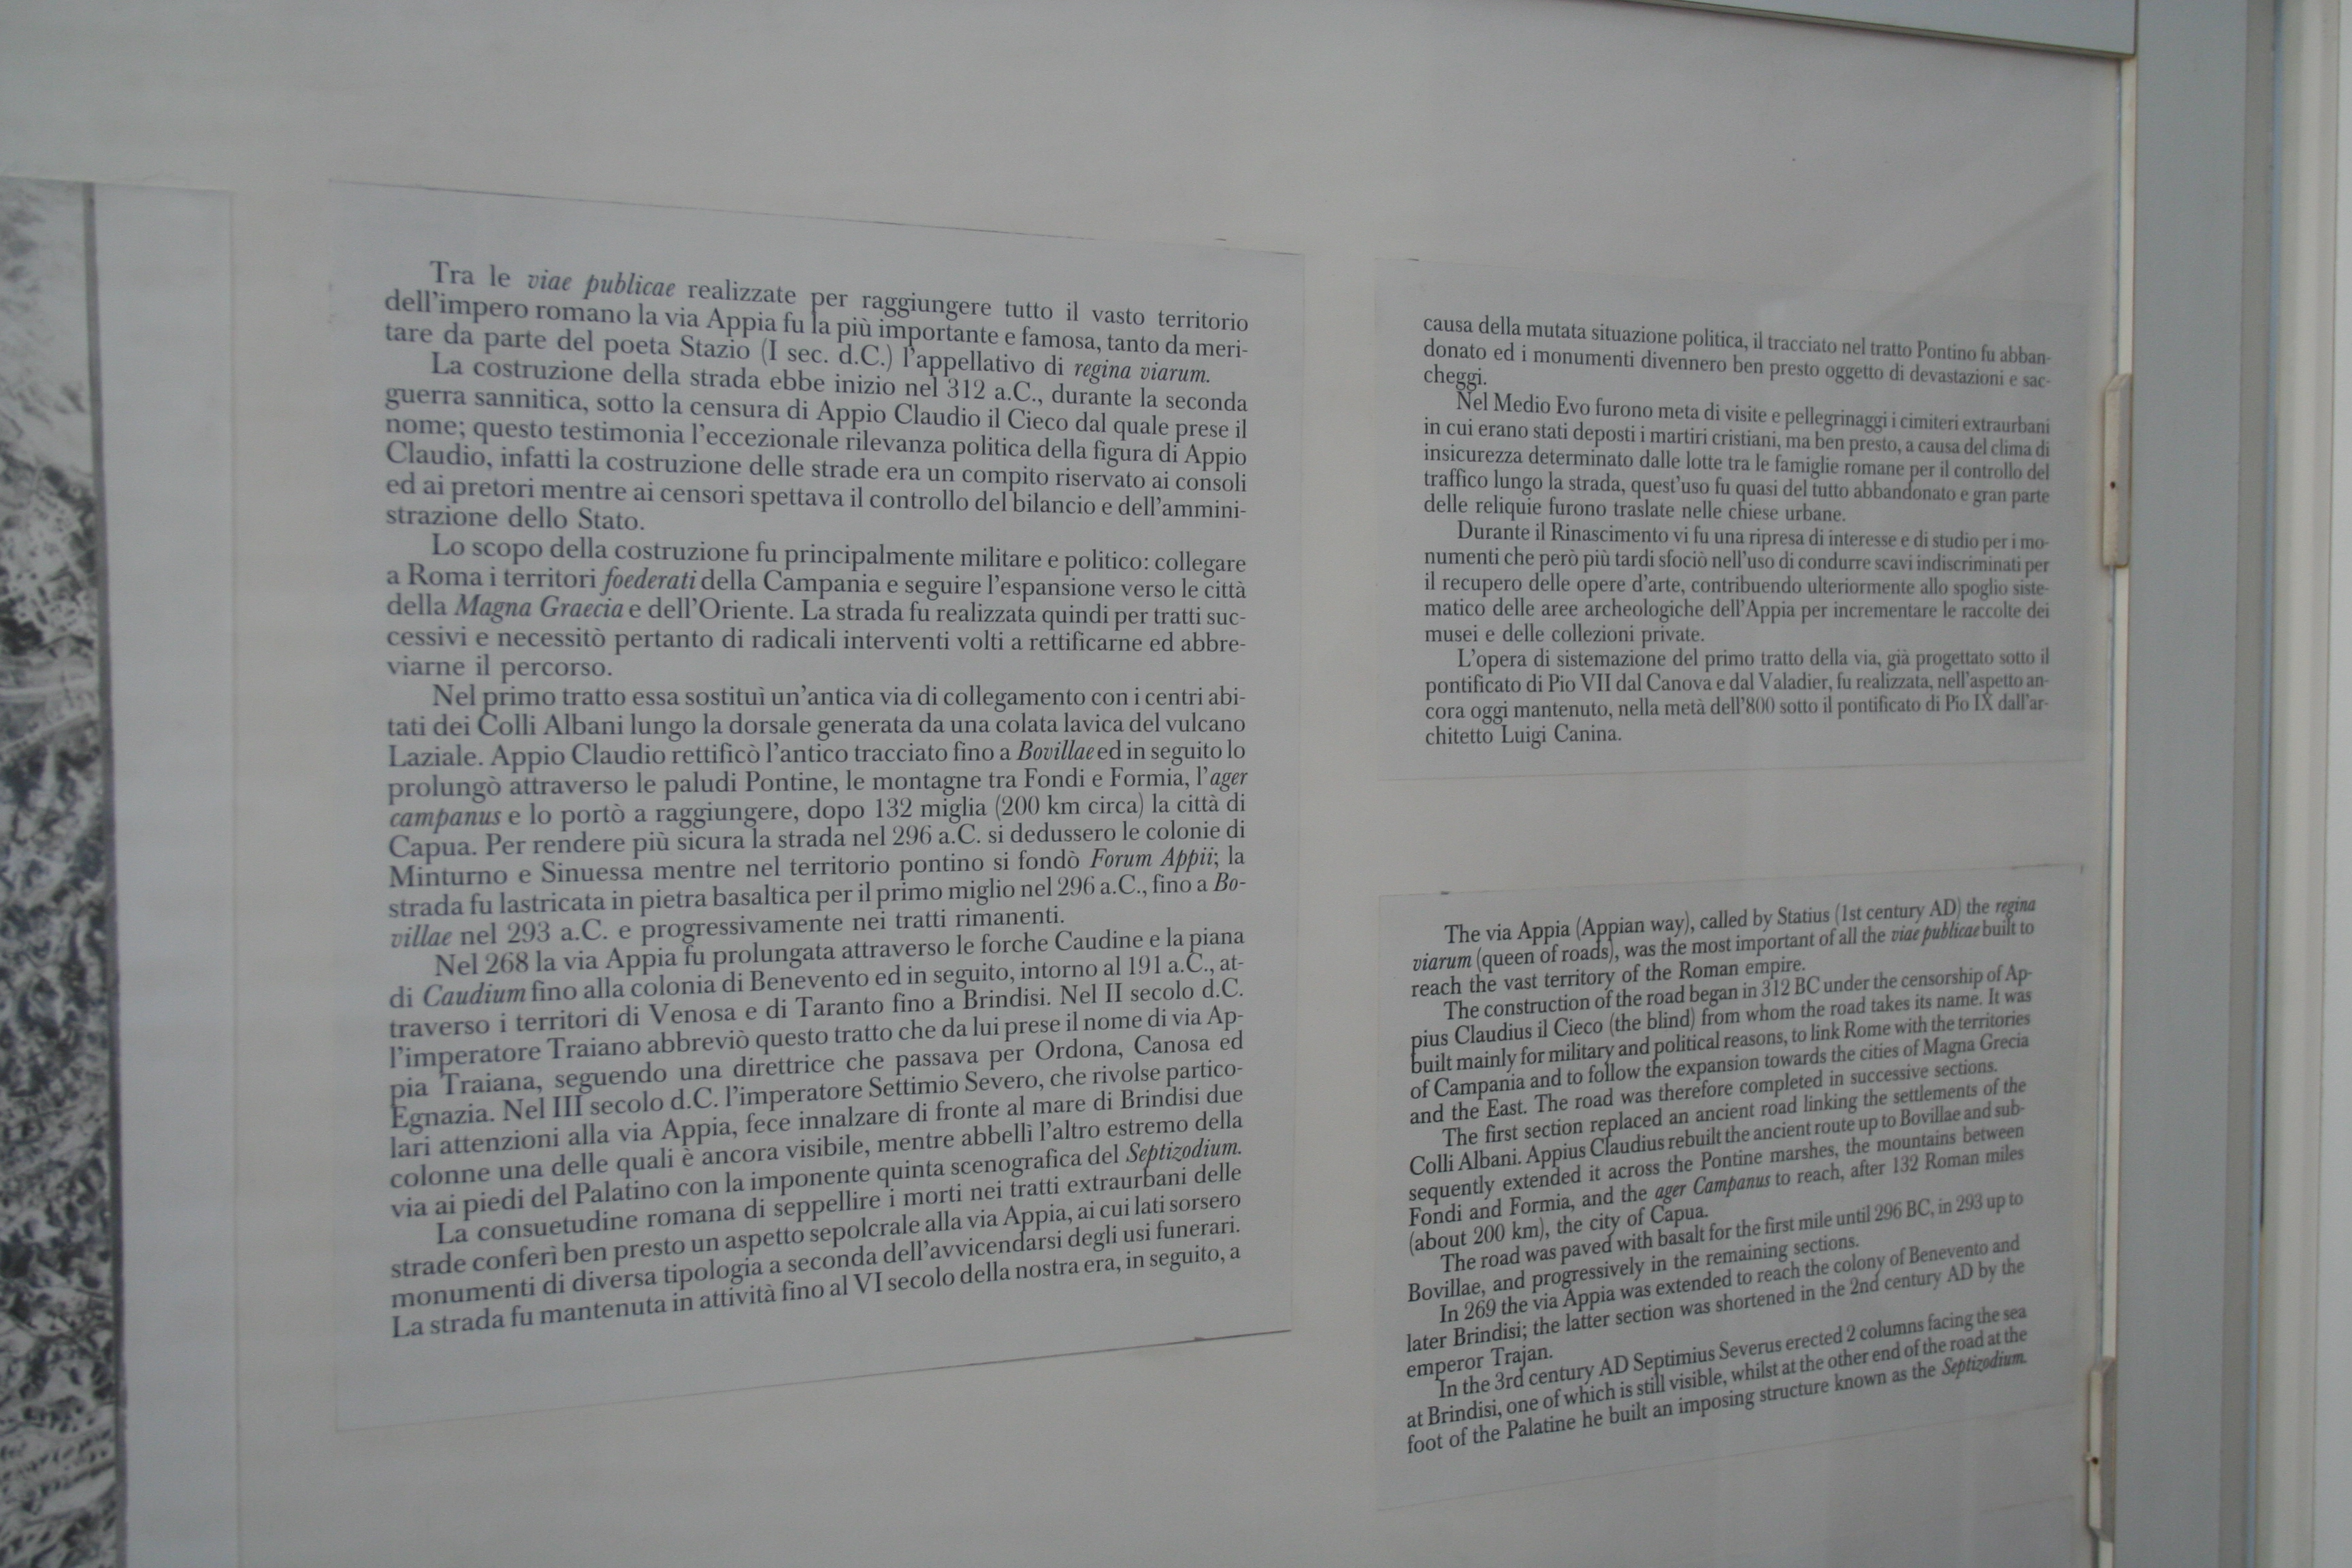 Tra le viae publicae realizzate per raggiungere tutto il vasto territorio
dell'impero romano la via Appia fu la più importante e famosa, tanto da meri-
tare da parte del poeta Stazio (I sec. d.C.) l'appellativo di regina viarum.
La costruzione della strada ebbe inizio nel 312 a.C., durante la seconda
guerra sannitica, sotto la censura di Appio Claudio il Cieco dal quale prese il
nome; questo testimonia l'eccezionale rilevanza politica della figura di Appio
Claudio, infatti la costruzione delle strade era un compito riservato ai consoli
ed ai pretori mentre ai censori spettava il controllo del bilancio e dell'ammini-
strazione dello Stato.
Lo scopo della costruzione fu principalmente militare e politico: collegare
a Roma i territori foederati della Campania e seguire l'espansione verso le città
della Magna Graecia e dell'Oriente. La strada fu realizzata quindi per tratti suc-
cessivi e necessitò pertanto di radicali interventi volti a rettificarne ed abbre-
viarne il percorso.
Nel primo tratto essa sostituì un'antica via di collegamento con i centri abi-
tati dei Colli Albani lungo la dorsale generata da una colata lavica del vulcano
Laziale. Appio Claudio rettificò l'antico tracciato fino a Bovillae ed in seguito lo
prolungò attraverso le paludi Pontine, le montagne tra Fondi e Formia, l'ager
campanus e lo portò a raggiungere, dopo 132 miglia (200 km circa) la città di
Capua. Per rendere più sicura la strada nel 296 a.C. si dedussero le colonie di
Minturno e Sinuessa mentre nel territorio pontino si fondò Forum Appii; la
strada fu lastricata in pietra basaltica per il primo miglio nel 296 a.C., fino a Bo-
villae nel 293 a.C. e progressivamente nei tratti rimanenti.
Nel 268 la via Appia fu prolungata attraverso le forche Caudine e la piana
di Caudium fino alla colonia di Benevento ed in seguito, intorno al 191 a.C., at-
traverso i territori di Venosa e di Taranto fino a Brindisi. Nel II secolo d.C.
l'imperatore Traiano abbreviò questo tratto che da lui prese il nome di via Ap-
pia Traiana, seguendo una direttrice che passava per Ordona, Canosa ed
Egnazia. Nel III secolo d.C. l'imperatore Settimio Severo, che rivolse partico-
lari attenzioni alla via Appia, fece innalzare di fronte al mare di Brindisi due
colonne una delle quali è ancora visibile, mentre abbellì l'altro estremo della
via ai piedi del Palatino con la imponente quinta scenografica del Septizodium.
La consuetudine romana di seppellire i morti nei tratti extraurbani delle
strade conferì ben presto un aspetto sepolcrale alla via Appia, ai cui lati sorsero
monumenti di diversa tipologia a seconda dell'avvicendarsi degli usi funerari.
La strada fu mantenuta in attività fino al VI secolo della nostra era, in seguito, a
causa della mutata situazione politica, il tracciato nel tratto Pontino fu abban-
donato ed i monumenti divennero ben presto oggetto di devastazioni e sac-
cheggi.
Nel Medio Evo furono meta di visite e pellegrinaggi i cimiteri extraurbani
in cui erano stati deposti i martiri cristiani, ma ben presto, a causa del clima di
insicurezza determinato dalle lotte tra le famiglie romane per il controllo del
traffico lungo la strada, quest'uso fu quasi del tutto abbandonato e gran parte
delle reliquie furono traslate nelle chiese urbane.
Durante il Rinascimento vi fu una ripresa di interesse e di studio per i mo-
numenti che però più tardi sfociò nell'uso di condurre scavi indiscriminati per
il recupero delle opere d'arte, contribuendo ulteriormente allo spoglio siste-
matico delle aree archeologiche dell'Appia per incrementare le raccolte dei
musei e delle collezioni private.
L'opera di sistemazione del primo tratto della via, già progettato sotto il
pontificato di Pio VII dal Canova e dal Valadier, fu realizzata, nell'aspetto an-
cora oggi mantenuto, nella metà dell'800 sotto il pontificato di Pio IX dall'ar-
chitetto Luigi Canina.
The via Appia (Appian way), called by Statius (1st century AD) the regina
viarum (queen of roads), was the most important of all the viae publicae built to
reach the vast territory of the Roman empire.
The construction of the road began in 312 BC under the censorship of Ap-
pius Claudius il Cieco (the blind) from whom the road takes its name. It was
built mainly for military and political reasons, to link Rome with the territories
of Campania and to follow the expansion towards the cities of Magna Grecia
and the East. The road was therefore completed in successive sections.
The first section replaced an ancient road linking the settlements of the
Colli Albani. Appius Claudius rebuilt the ancient route up to Bovillae and sub-
sequently extended it across the Pontine marshes, the mountains between
Fondi and Formia, and the ager Campanus to reach, after 132 Roman miles
(about 200 km), the city of Capua.
The road was paved with basalt for the first mile until 296 BC, in 293 up to
Bovillae, and progressively in the remaining sections.
In 269 the via Appia was extended to reach the colony of Benevento and
later Brindisi; the latter section was shortened in the 2nd century AD by the
emperor Trajan.
In the 3rd century AD Septimius Severus erected 2 columns facing the sea
at Brindisi, one of which is still visible, whilst at the other end of the road at the
foot of the Palatine he built an imposing structure known as the Septizodium.